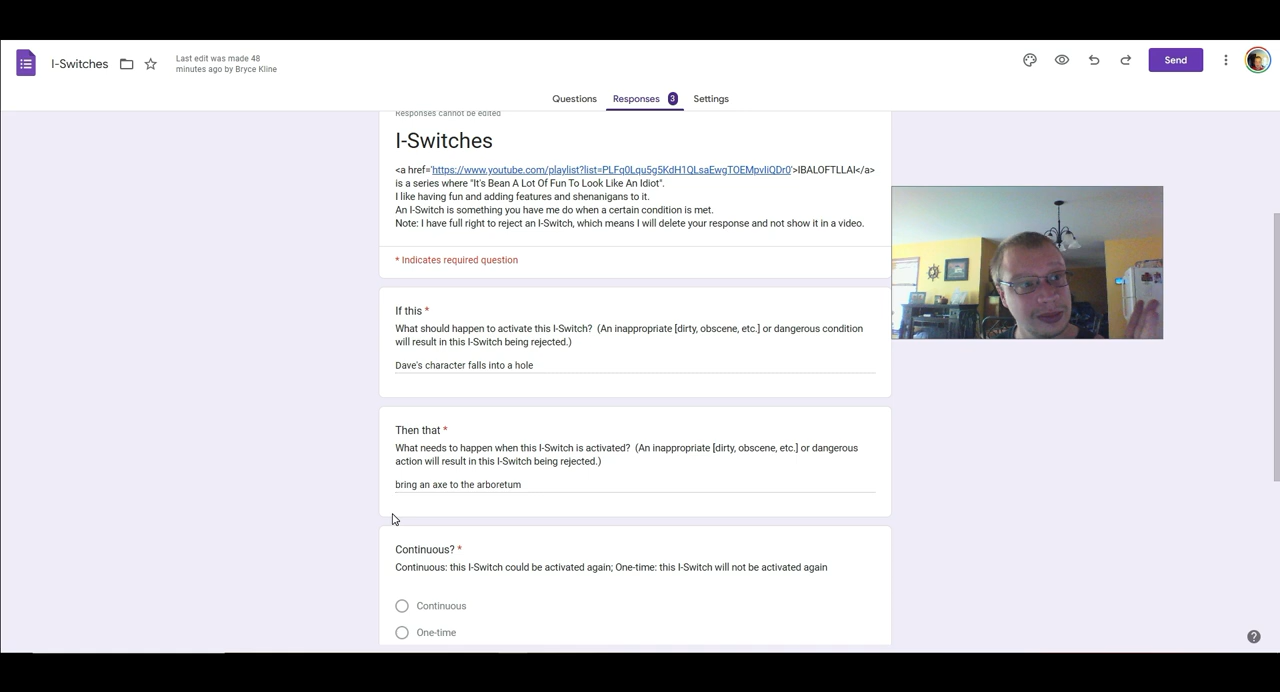 I-Switches
Last edit was made 48
minutes ago by Bryce Kline
Send
Questions
Responses 3
Settings
Responses cannot be edited
I-Switches
<a href='https://www.youtube.com/playlist?list=PLFq0Lqu5g5KdH1QLsaEwgTOEMpvIiQDr0'>IBALOFTLLAI</a>
is a series where "It's Bean A Lot Of Fun To Look Like An Idiot".
I like having fun and adding features and shenanigans to it.
An I-Switch is something you have me do when a certain condition is met.
Note: I have full right to reject an I-Switch, which means I will delete your response and not show it in a video.
* Indicates required question
If this *
What should happen to activate this I-Switch? (An inappropriate [dirty, obscene, etc.] or dangerous condition
will result in this I-Switch being rejected.)
Dave's character falls into a hole
Then that *
What needs to happen when this I-Switch is activated? (An inappropriate [dirty, obscene, etc.] or dangerous
action will result in this I-Switch being rejected.)
bring an axe to the arboretum
Continuous? *
Continuous: this I-Switch could be activated again; One-time: this I-Switch will not be activated again
Continuous
One-time